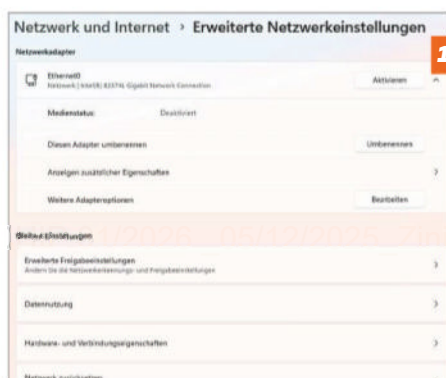 Netzwerk und Internet › Erweiterte Netzwerkeinstellungen
1
Netzwerkadapter
Ethernet0
Netzwerk | Intel(R) 82574L Gigabit Network Connection
Aktivieren
Medienstatus: Deaktiviert
Diesen Adapter umbenennen
Umbenennen
Anzeigen zusätzlicher Eigenschaften
Weitere Adapteroptionen
Bearbeiten
Einstellungen
Erweiterte Freigabeeinstellungen
Ändern Sie die Netzwerkerkennungs- und Freigabeeinstellungen
Datennutzung
Hardware- und Verbindungseigenschaften
Netzwerk zurücksetzen